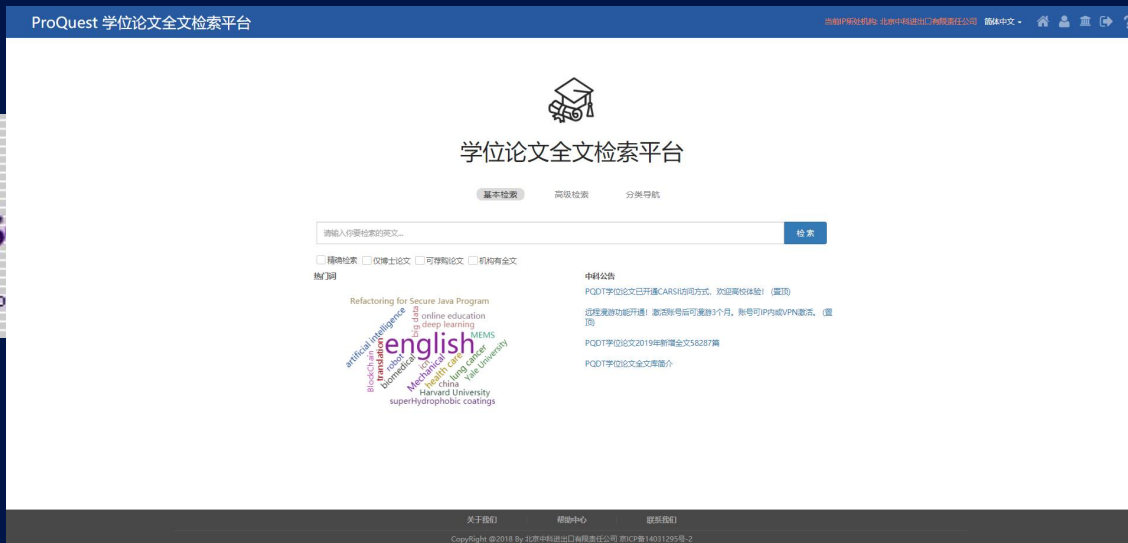 ProQuest 学位论文全文检索平台
当前IP所处机构: 北京中科进出口有限责任公司 简体中文
学位论文全文检索平台
基本检索 高级检索 分类导航
请输入你要检索的英文...
检索
精确检索 仅博士论文 可荐购论文 机构有全文
热门词
Refactoring for Secure Java Program
artificial intelligence
big data
online education
deep learning
MEMS
english
BlockChain
translation
robot
biomedical
icn
Mechanical
health care
lung cancer
Yale University
china
Harvard University
superHydrophobic coatings
中科公告
PQDT学位论文已开通CARSI访问方式,欢迎高校体验! (置顶)
远程漫游功能开通!激活账号后可漫游3个月。账号可IP内或VPN激活。 (置
顶)
PQDT学位论文2019年新增全文58287篇
PQDT学位论文全文库简介
关于我们 帮助中心 联系我们
CopyRight @2018 By 北京中科进出口有限责任公司 京ICP备14031295号-2